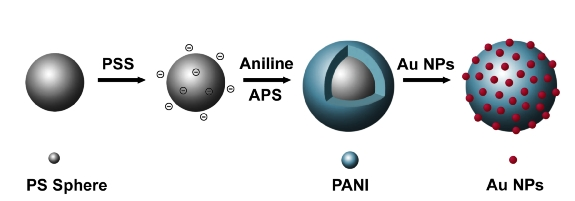 PSS
Aniline
APS
Au NPs
PS Sphere
PANI
Au NPs